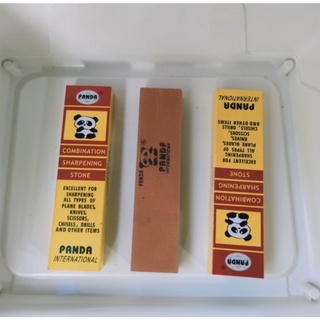 PANDA
COMBINATION
SHARPENING
STONE
EXCELLENT FOR
SHARPENING
ALL TYPES OF
PLANE BLADES,
KNIVES,
SCISSORS,
CHISELS, DRILLS
AND OTHER ITEMS
PANDA
INTERNATIONAL
PANDA
PANDA
INTERNATIONAL
PANDA
COMBINATION
SHARPENING
STONE
EXCELLENT FOR
SHARPENING
ALL TYPES OF
PLANE BLADES,
KNIVES,
SCISSORS,
CHISELS, DRILLS
AND OTHER ITEMS
PANDA
INTERNATIONAL